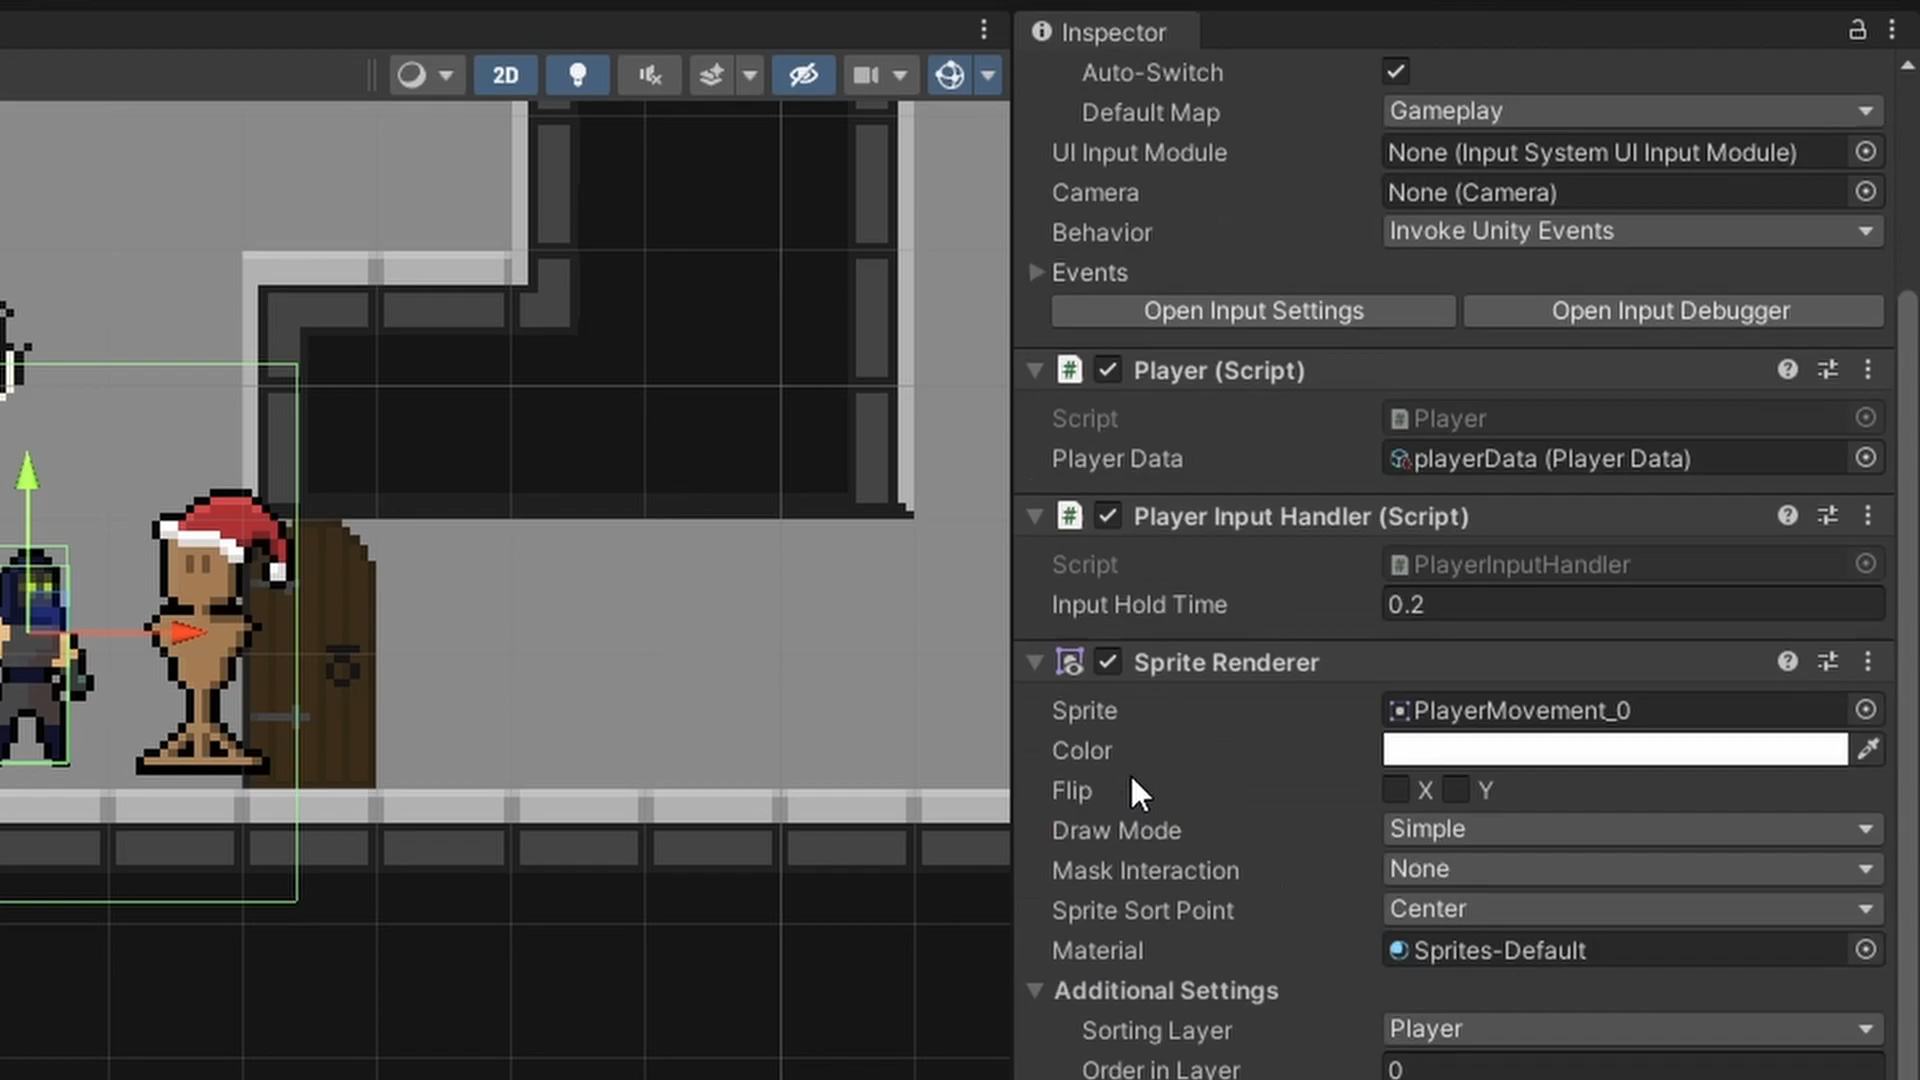 Inspector
2D
Auto-Switch
Default Map Gameplay
UI Input Module None (Input System UI Input Module)
Camera None (Camera)
Behavior Invoke Unity Events
Events
Open Input Settings Open Input Debugger
# Player (Script)
Script # Player
Player Data playerData (Player Data)
# Player Input Handler (Script)
Script # PlayerInputHandler
Input Hold Time 0.2
Sprite Renderer
Sprite PlayerMovement_0
Color
Flip X Y
Draw Mode Simple
Mask Interaction None
Sprite Sort Point Center
Material Sprites-Default
Additional Settings
Sorting Layer Player
Order in Layer 0